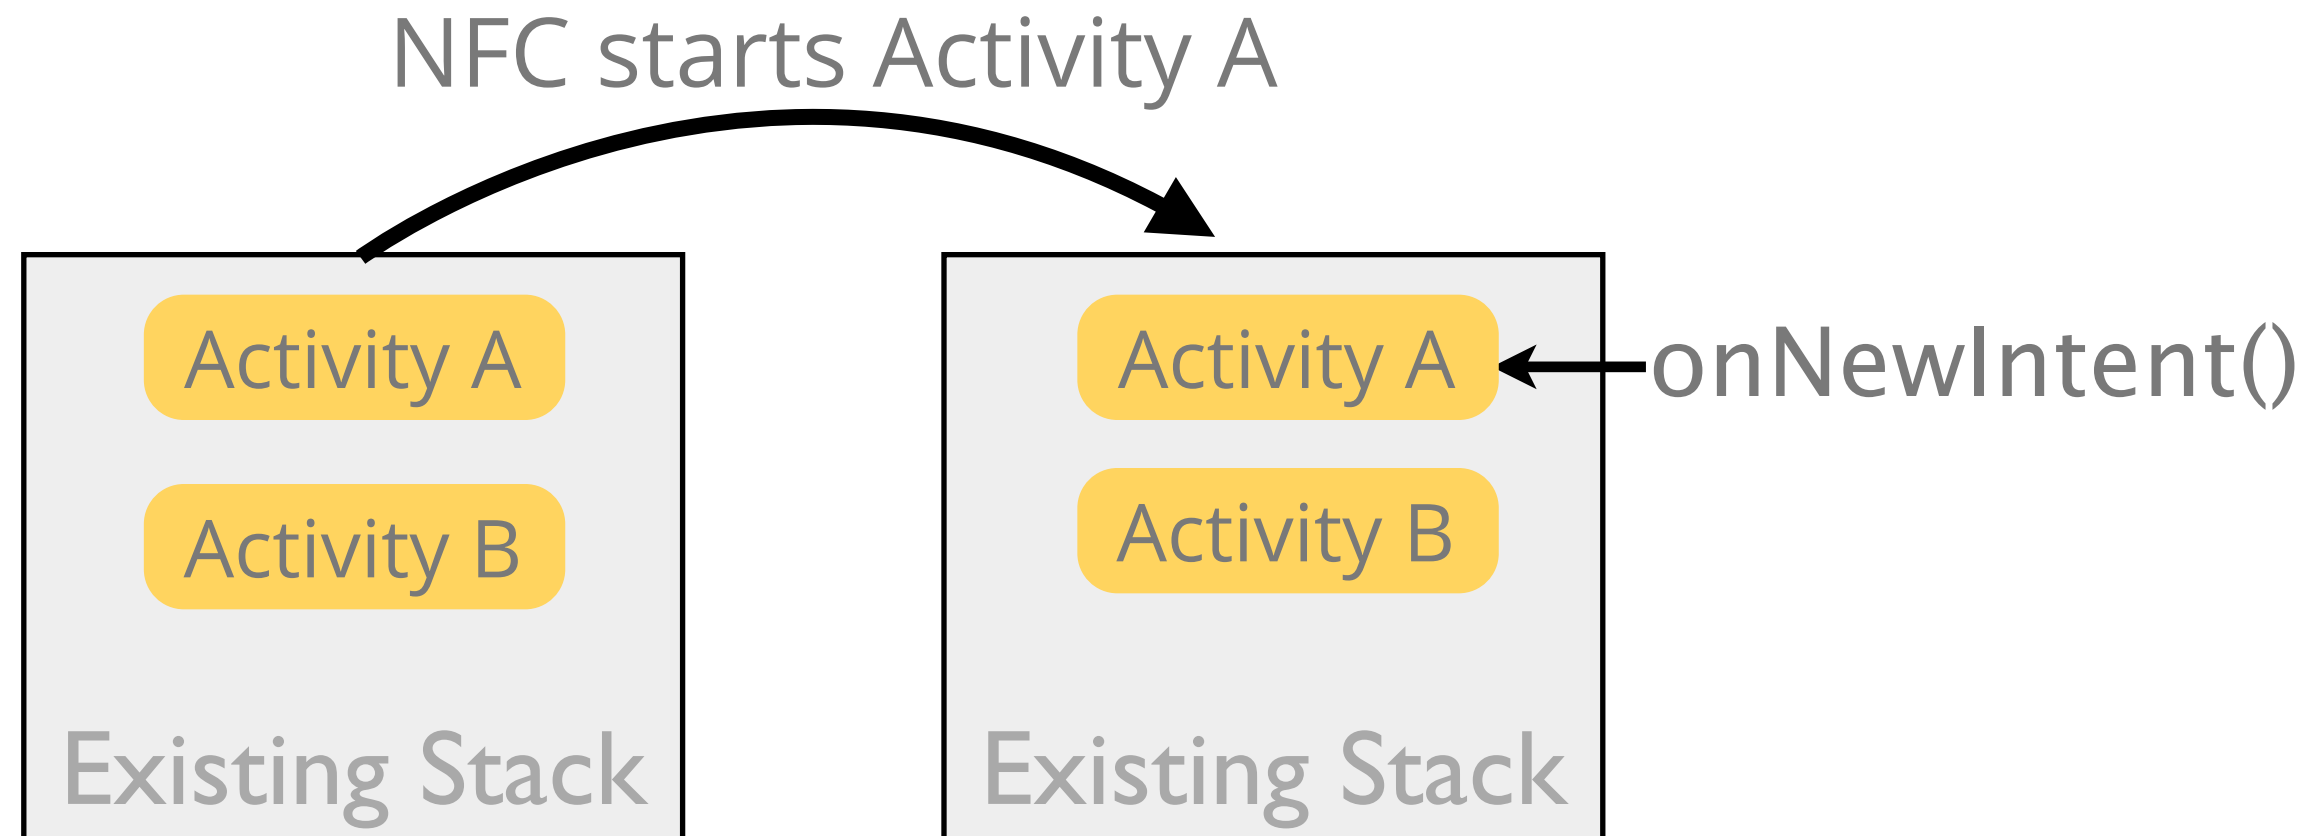 NFC starts Activity A
Activity A
Activity B
Existing Stack
Activity A
Activity B
Existing Stack
onNewIntent()